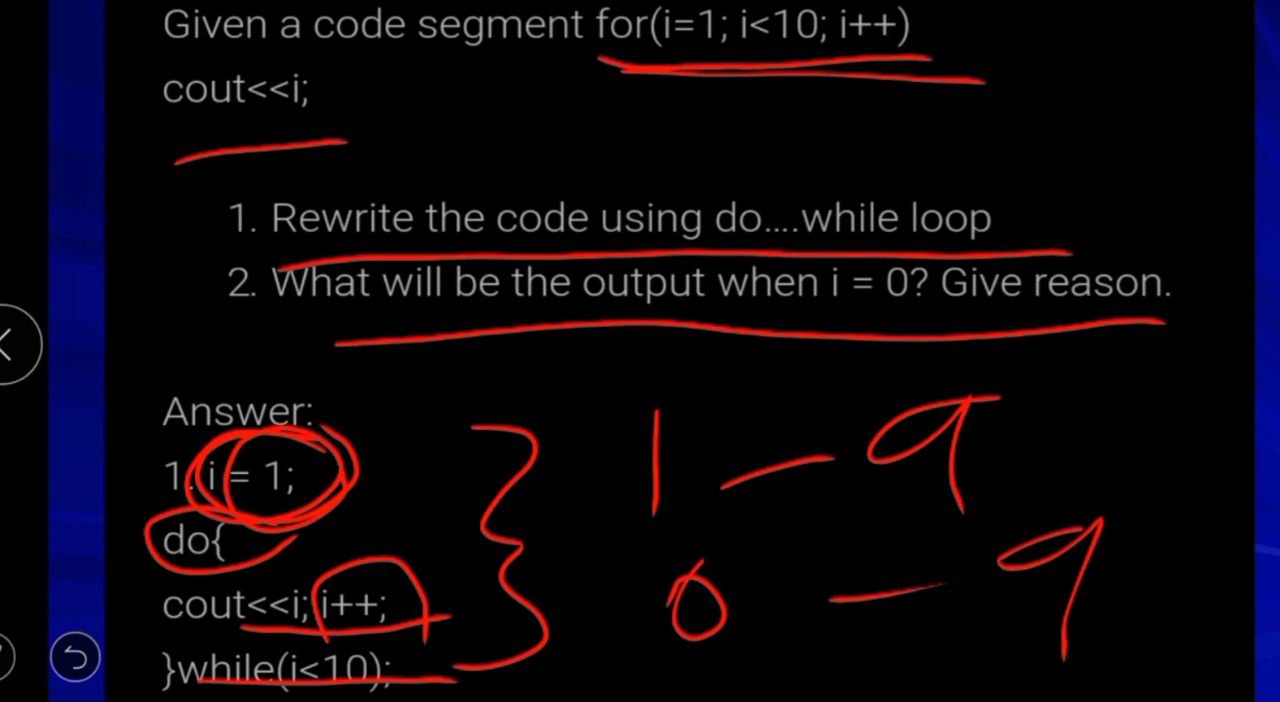 Given a code segment for(i=1; i<10; i++)
cout<<i;
1. Rewrite the code using do....while loop
2. What will be the output when i = 0? Give reason.
Answer:
1. i = 1;
do{
cout<<i; i++;
}while(i<10);
1 — 9
0 — 9